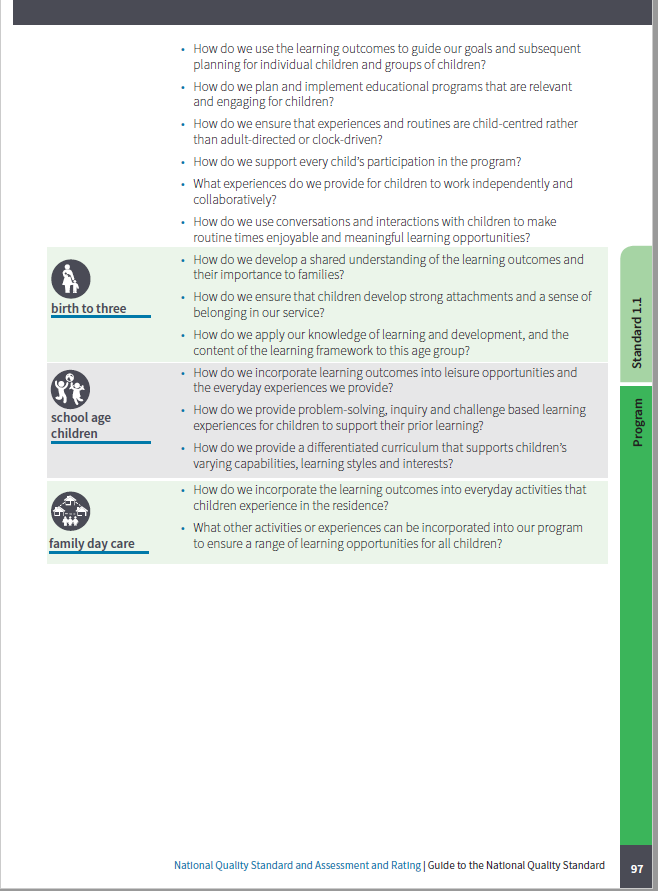 • How do we use the learning outcomes to guide our goals and subsequent
planning for individual children and groups of children?
• How do we plan and implement educational programs that are relevant
and engaging for children?
• How do we ensure that experiences and routines are child-centred rather
than adult-directed or clock-driven?
• How do we support every child's participation in the program?
• What experiences do we provide for children to work independently and
collaboratively?
• How do we use conversations and interactions with children to make
routine times enjoyable and meaningful learning opportunities?
birth to three
• How do we develop a shared understanding of the learning outcomes and
their importance to families?
• How do we ensure that children develop strong attachments and a sense of
belonging in our service?
• How do we apply our knowledge of learning and development, and the
content of the learning framework to this age group?
school age
children
• How do we incorporate learning outcomes into leisure opportunities and
the everyday experiences we provide?
• How do we provide problem-solving, inquiry and challenge based learning
experiences for children to support their prior learning?
• How do we provide a differentiated curriculum that supports children's
varying capabilities, learning styles and interests?
family day care
• How do we incorporate the learning outcomes into everyday activities that
children experience in the residence?
• What other activities or experiences can be incorporated into our program
to ensure a range of learning opportunities for all children?
Standard 1.1
Program
National Quality Standard and Assessment and Rating | Guide to the National Quality Standard
97